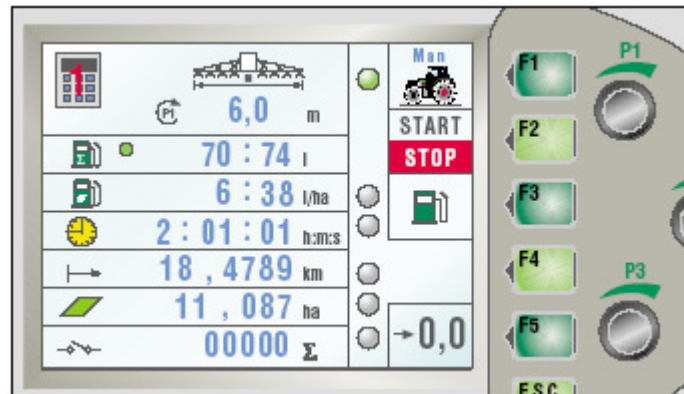 1
Man
P1
6,0 m
START
STOP
Σ 70 : 74 l
6 : 38 l/ha
2 : 01 : 01 h:m:s
18 , 4789 km
11 , 087 ha
00000 Σ
→0,0
F1
F2
F3
F4
F5
ESC
P1
P3